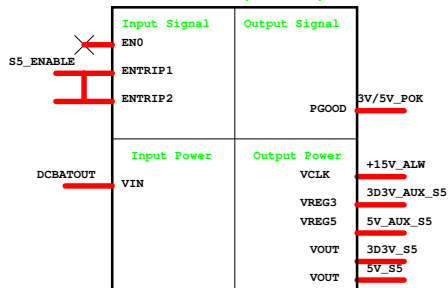 Input Signal Output Signal
EN0
S5_ENABLE
ENTRIP1
ENTRIP2
3V/5V_POK
PGOOD
Input Power Output Power
+15V_ALW
VCLK
DCBATOUT
VIN
3D3V_AUX_S5
VREG3
5V_AUX_S5
VREG5
3D3V_S5
VOUT
5V_S5
VOUT